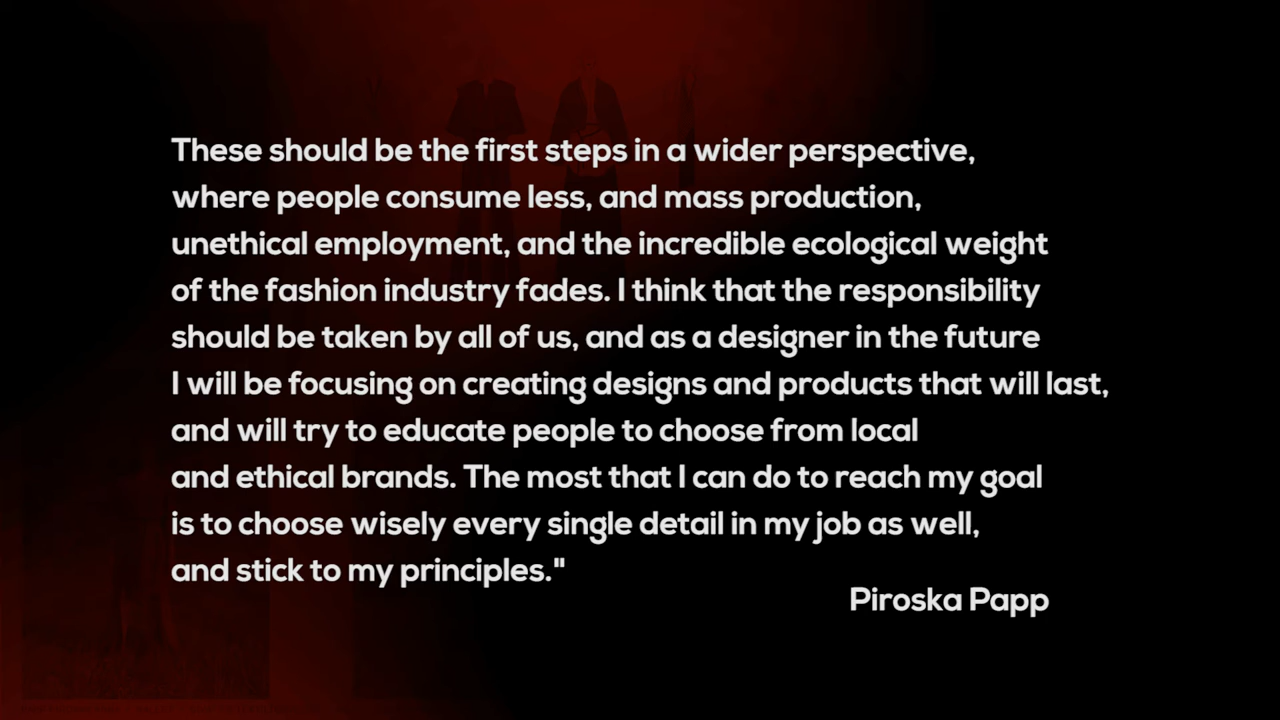 These should be the first steps in a wider perspective,
where people consume less, and mass production,
unethical employment, and the incredible ecological weight
of the fashion industry fades. I think that the responsibility
should be taken by all of us, and as a designer in the future
I will be focusing on creating designs and products that will last,
and will try to educate people to choose from local
and ethical brands. The most that I can do to reach my goal
is to choose wisely every single detail in my job as well,
and stick to my principles."
Piroska Papp